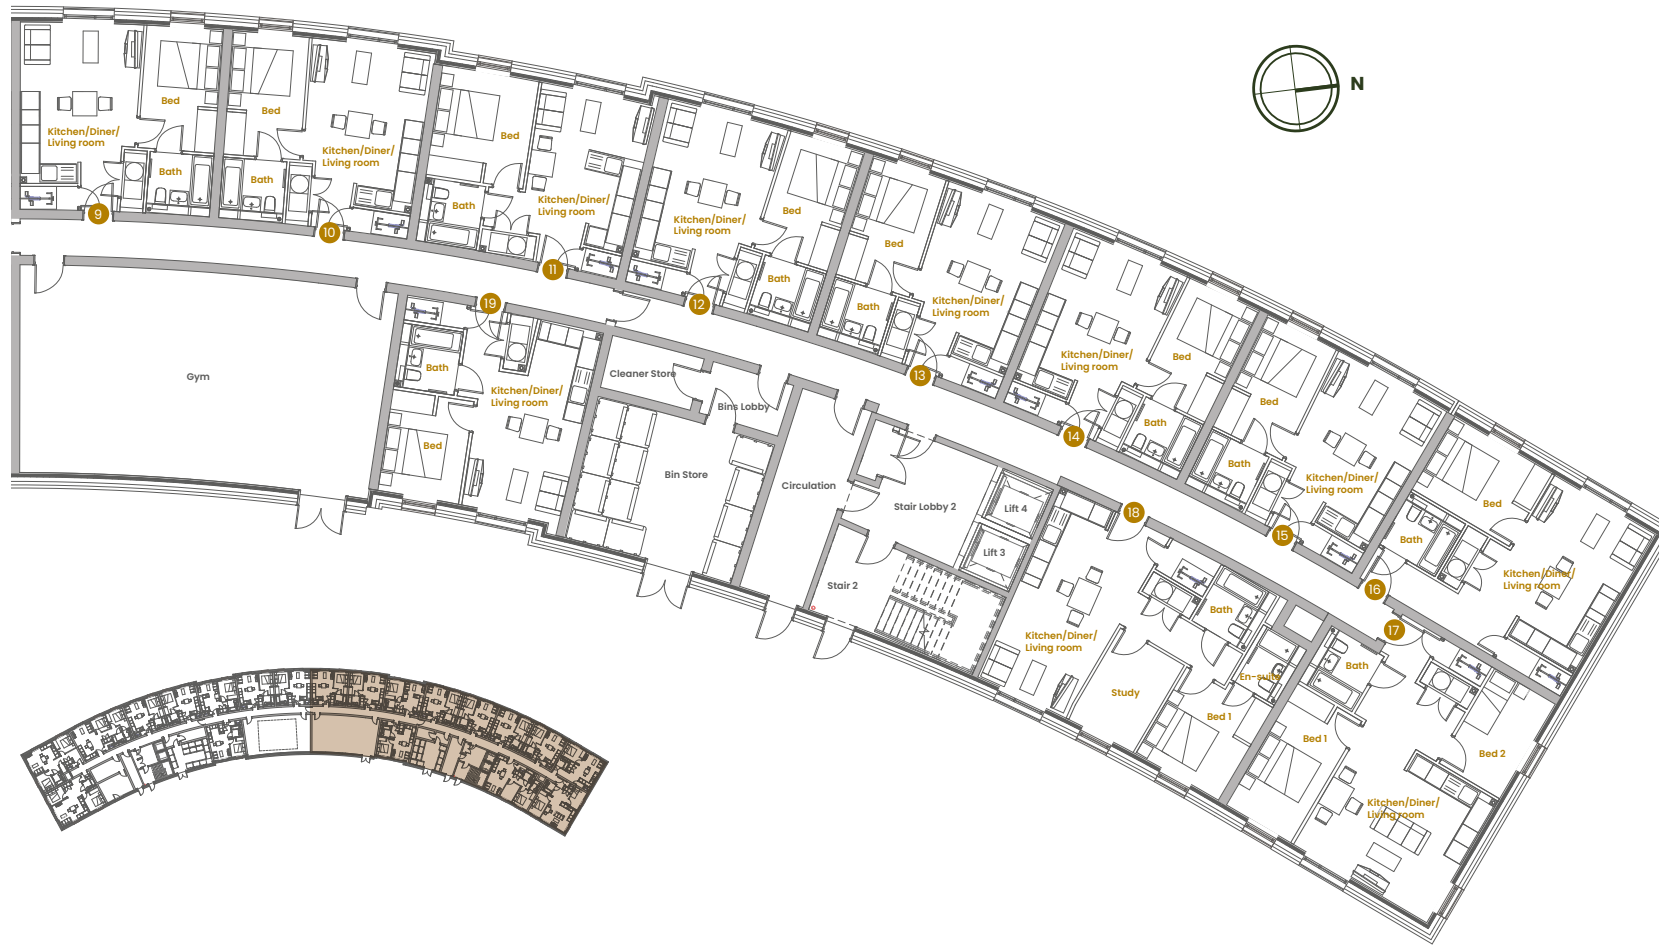 N
Bed
Kitchen/Diner/
Living room
Bath
9
Bed
Kitchen/Diner/
Living room
Bath
10
Bed
Kitchen/Diner/
Living room
Bath
11
Kitchen/Diner/
Living room
Bed
Bath
12
Bed
Kitchen/Diner/
Living room
Bath
13
Kitchen/Diner/
Living room
Bed
Bath
14
Bed
Kitchen/Diner/
Living room
Bath
15
Bed
Bath
Kitchen/Diner/
Living room
16
17
Bath
Bed 1
Bed 2
Kitchen/Diner/
Living room
18
Kitchen/Diner/
Living room
Bath
En-suite
Study
Bed 1
19
Bath
Kitchen/Diner/
Living room
Bed
Gym
Cleaner Store
Bins Lobby
Bin Store
Circulation
Stair Lobby 2
Lift 4
Lift 3
Stair 2